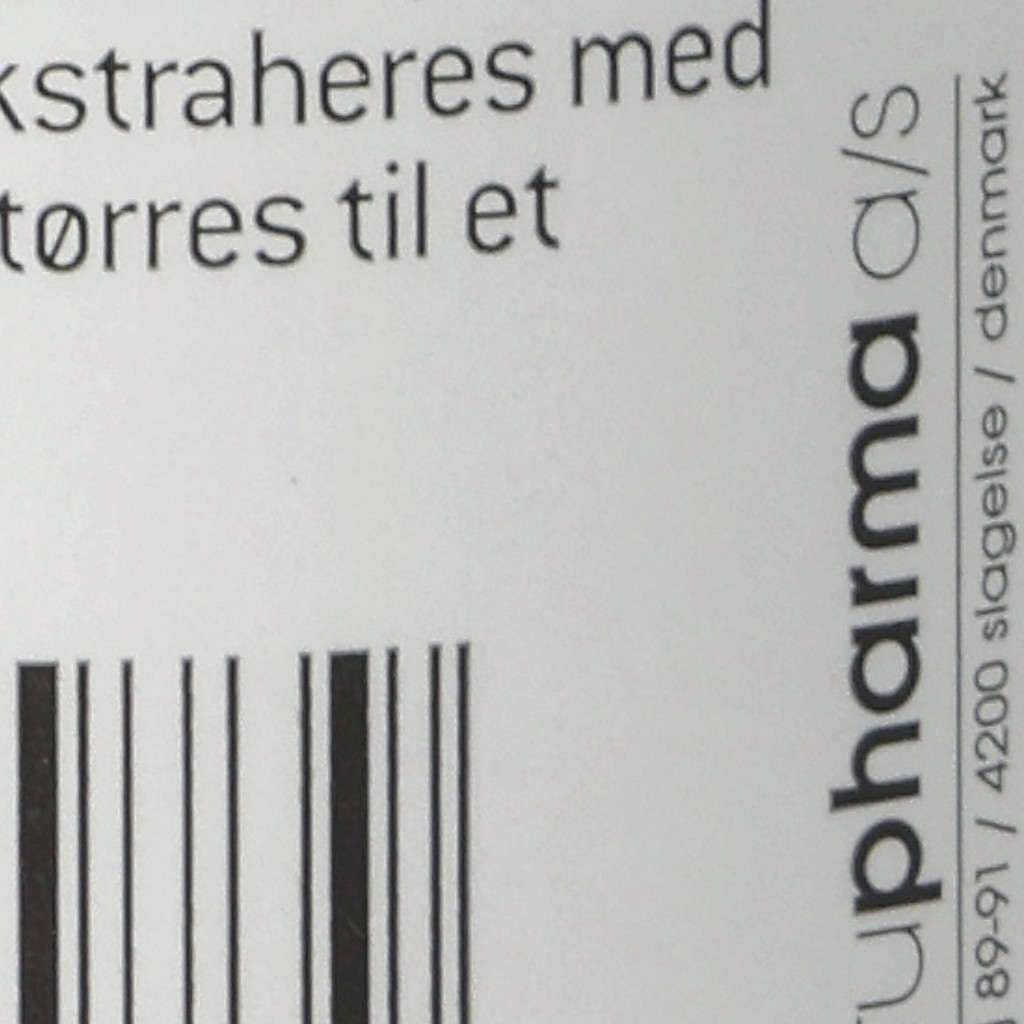 kstraheres med
tørres til et
upharma a/s
89-91 / 4200 slagelse / denmark